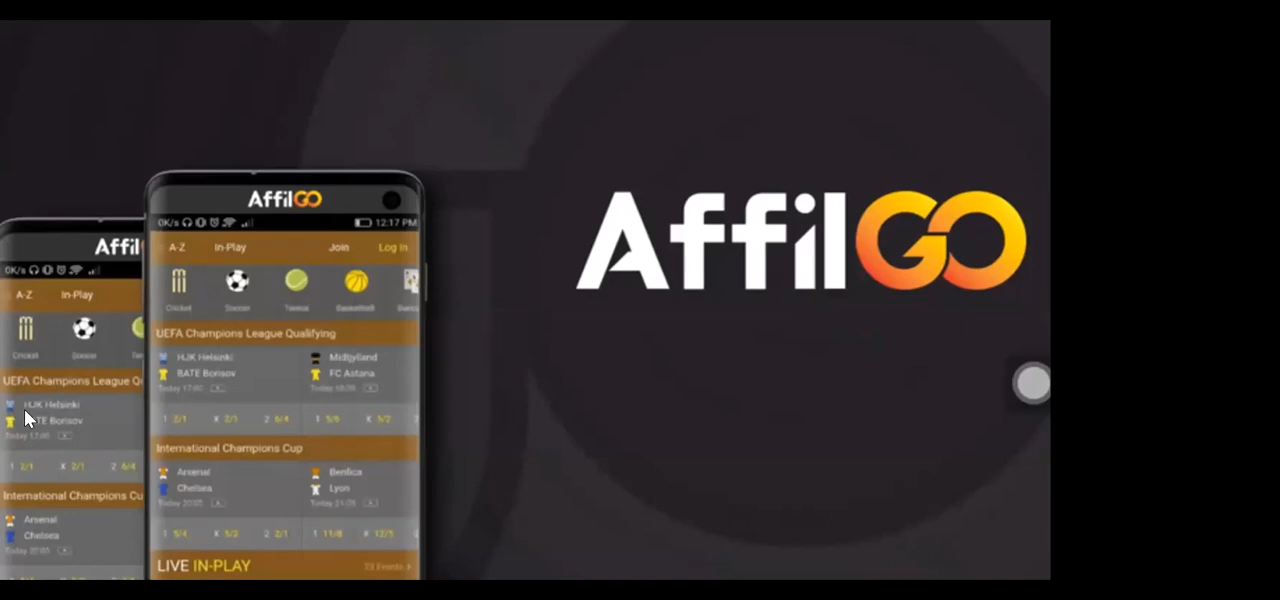 AffilGO
AffilGO
0K/s 12:17 PM
A-Z In-Play Join Log In
Cricket Soccer Tennis Basketball
UEFA Champions League Qualifying
HJK Helsinki Midtjylland
BATE Borisov FC Astana
Today 17:00 Today 18:00
1 2/1 X 2/1 2 6/4 1 5/6 X 5/2
International Champions Cup
Arsenal Benfica
Chelsea Lyon
Today 20:05 Today 21:05
1 5/4 X 5/2 2 2/1 1 11/8 X 12/5
LIVE IN-PLAY
Affil
0K/s
A-Z In-Play
Cricket Soccer
UEFA Champions League Q
HJK Helsinki
TE Borisov
Today 17:00
1 2/1 X 2/1 2 6/4
International Champions Cu
Arsenal
Chelsea
Today 20:05